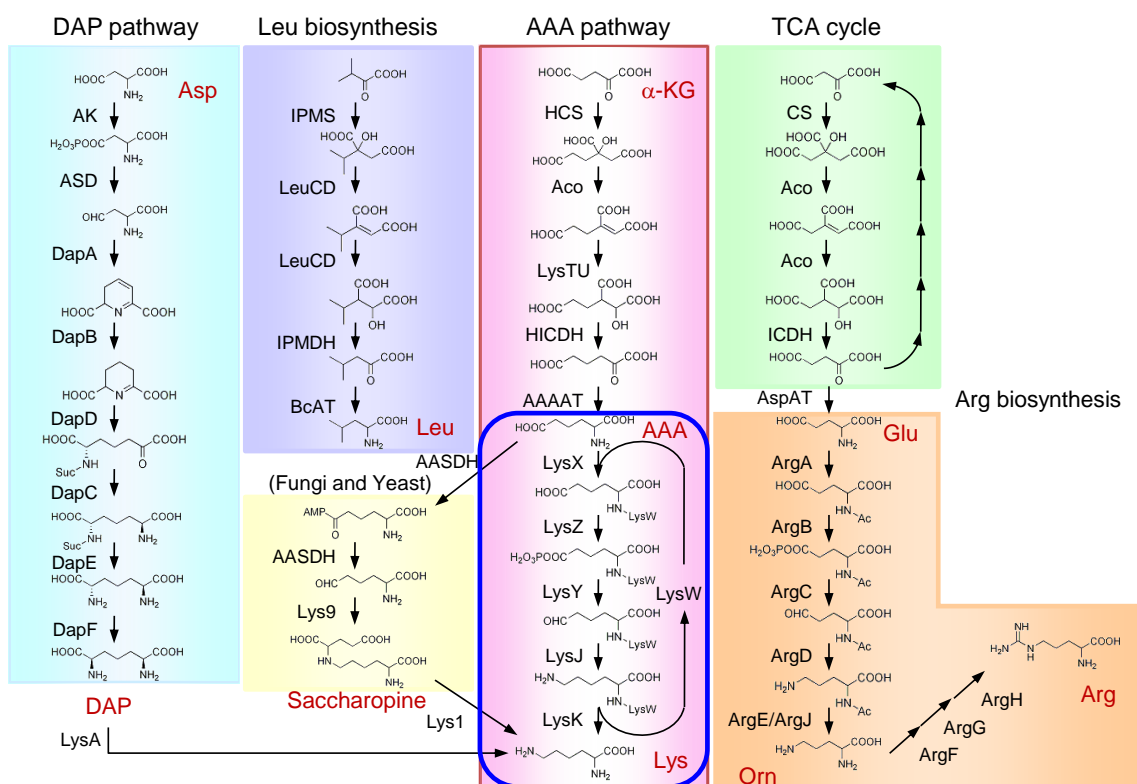 DAP pathway
Leu biosynthesis
AAA pathway
TCA cycle
HOOC COOH
NH2
Asp
AK
H2O3POOC COOH
NH2
ASD
OHC COOH
NH2
DapA
HOOC N COOH
DapB
HOOC N COOH
DapD
HOOC COOH
NH O
Suc
DapC
HOOC COOH
NH NH2
Suc
DapE
HOOC COOH
NH2 NH2
DapF
HOOC COOH
NH2 NH2
DAP
LysA
COOH
O
IPMS
HOOC OH
COOH
LeuCD
COOH
COOH
LeuCD
COOH
COOH
OH
IPMDH
COOH
O
BcAT
COOH
NH2
Leu
AASDH
(Fungi and Yeast)
AMP COOH
O NH2
AASDH
OHC COOH
NH2
Lys9
HOOC COOH
HN COOH
NH2
Saccharopine
Lys1
HOOC COOH
O
α-KG
HCS
HOOC OH
HOOC COOH
Aco
COOH
HOOC COOH
LysTU
COOH
HOOC COOH
OH
HICDH
HOOC COOH
O
AAAAT
HOOC COOH
NH2
AAA
LysX
HOOC COOH
HN LysW
LysZ
H2O3POOC COOH
HN LysW
LysY
LysW
OHC COOH
HN LysW
LysJ
H2N COOH
HN LysW
LysK
H2N COOH
NH2
Lys
HOOC COOH
O
CS
HOOC OH
HOOC COOH
Aco
COOH
HOOC COOH
Aco
COOH
HOOC COOH
OH
ICDH
HOOC COOH
O
AspAT
Arg biosynthesis
HOOC COOH
NH2
Glu
ArgA
HOOC COOH
HN Ac
ArgB
H2O3POOC COOH
HN Ac
ArgC
OHC COOH
HN Ac
ArgD
H2N COOH
HN Ac
ArgE/ArgJ
H2N COOH
NH2
Orn
ArgF
ArgG
ArgH
NH
H2N N COOH
H NH2
Arg